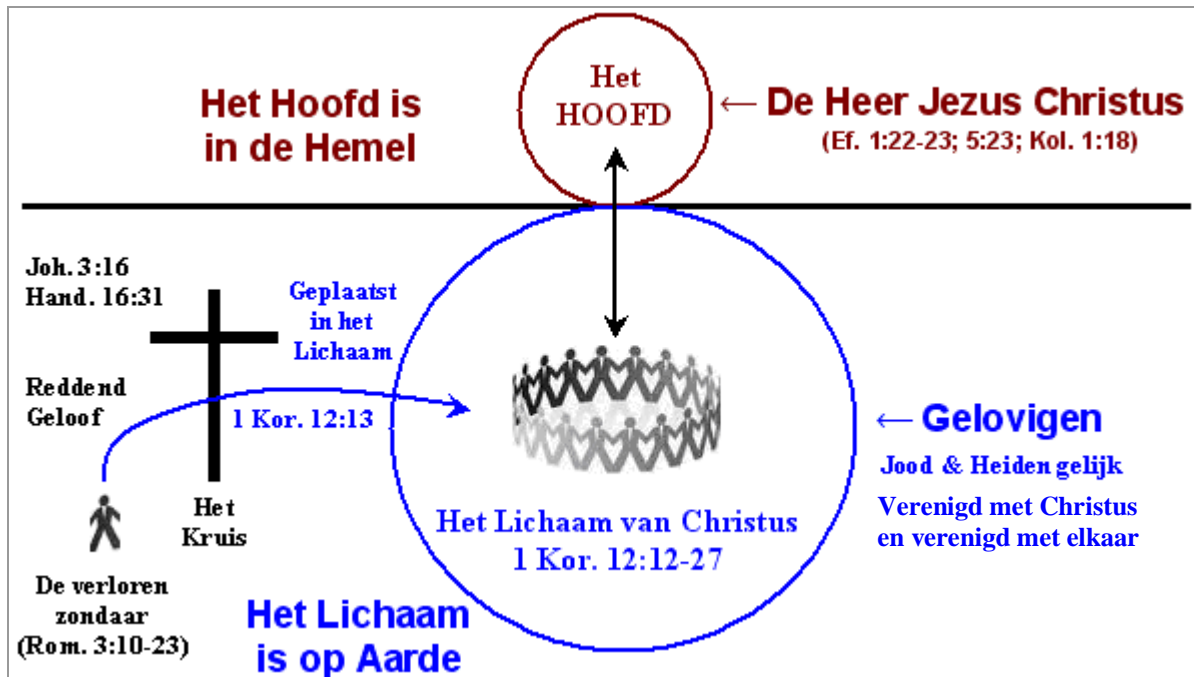 Het Hoofd is
in de Hemel
Het
HOOFD
← De Heer Jezus Christus
(Ef. 1:22-23; 5:23; Kol. 1:18)
Joh. 3:16
Hand. 16:31
Reddend
Geloof
Geplaatst
in het
Lichaam
1 Kor. 12:13
Het
Kruis
De verloren
zondaar
(Rom. 3:10-23)
Het Lichaam van Christus
1 Kor. 12:12-27
← Gelovigen
Jood & Heiden gelijk
Verenigd met Christus
en verenigd met elkaar
Het Lichaam
is op Aarde